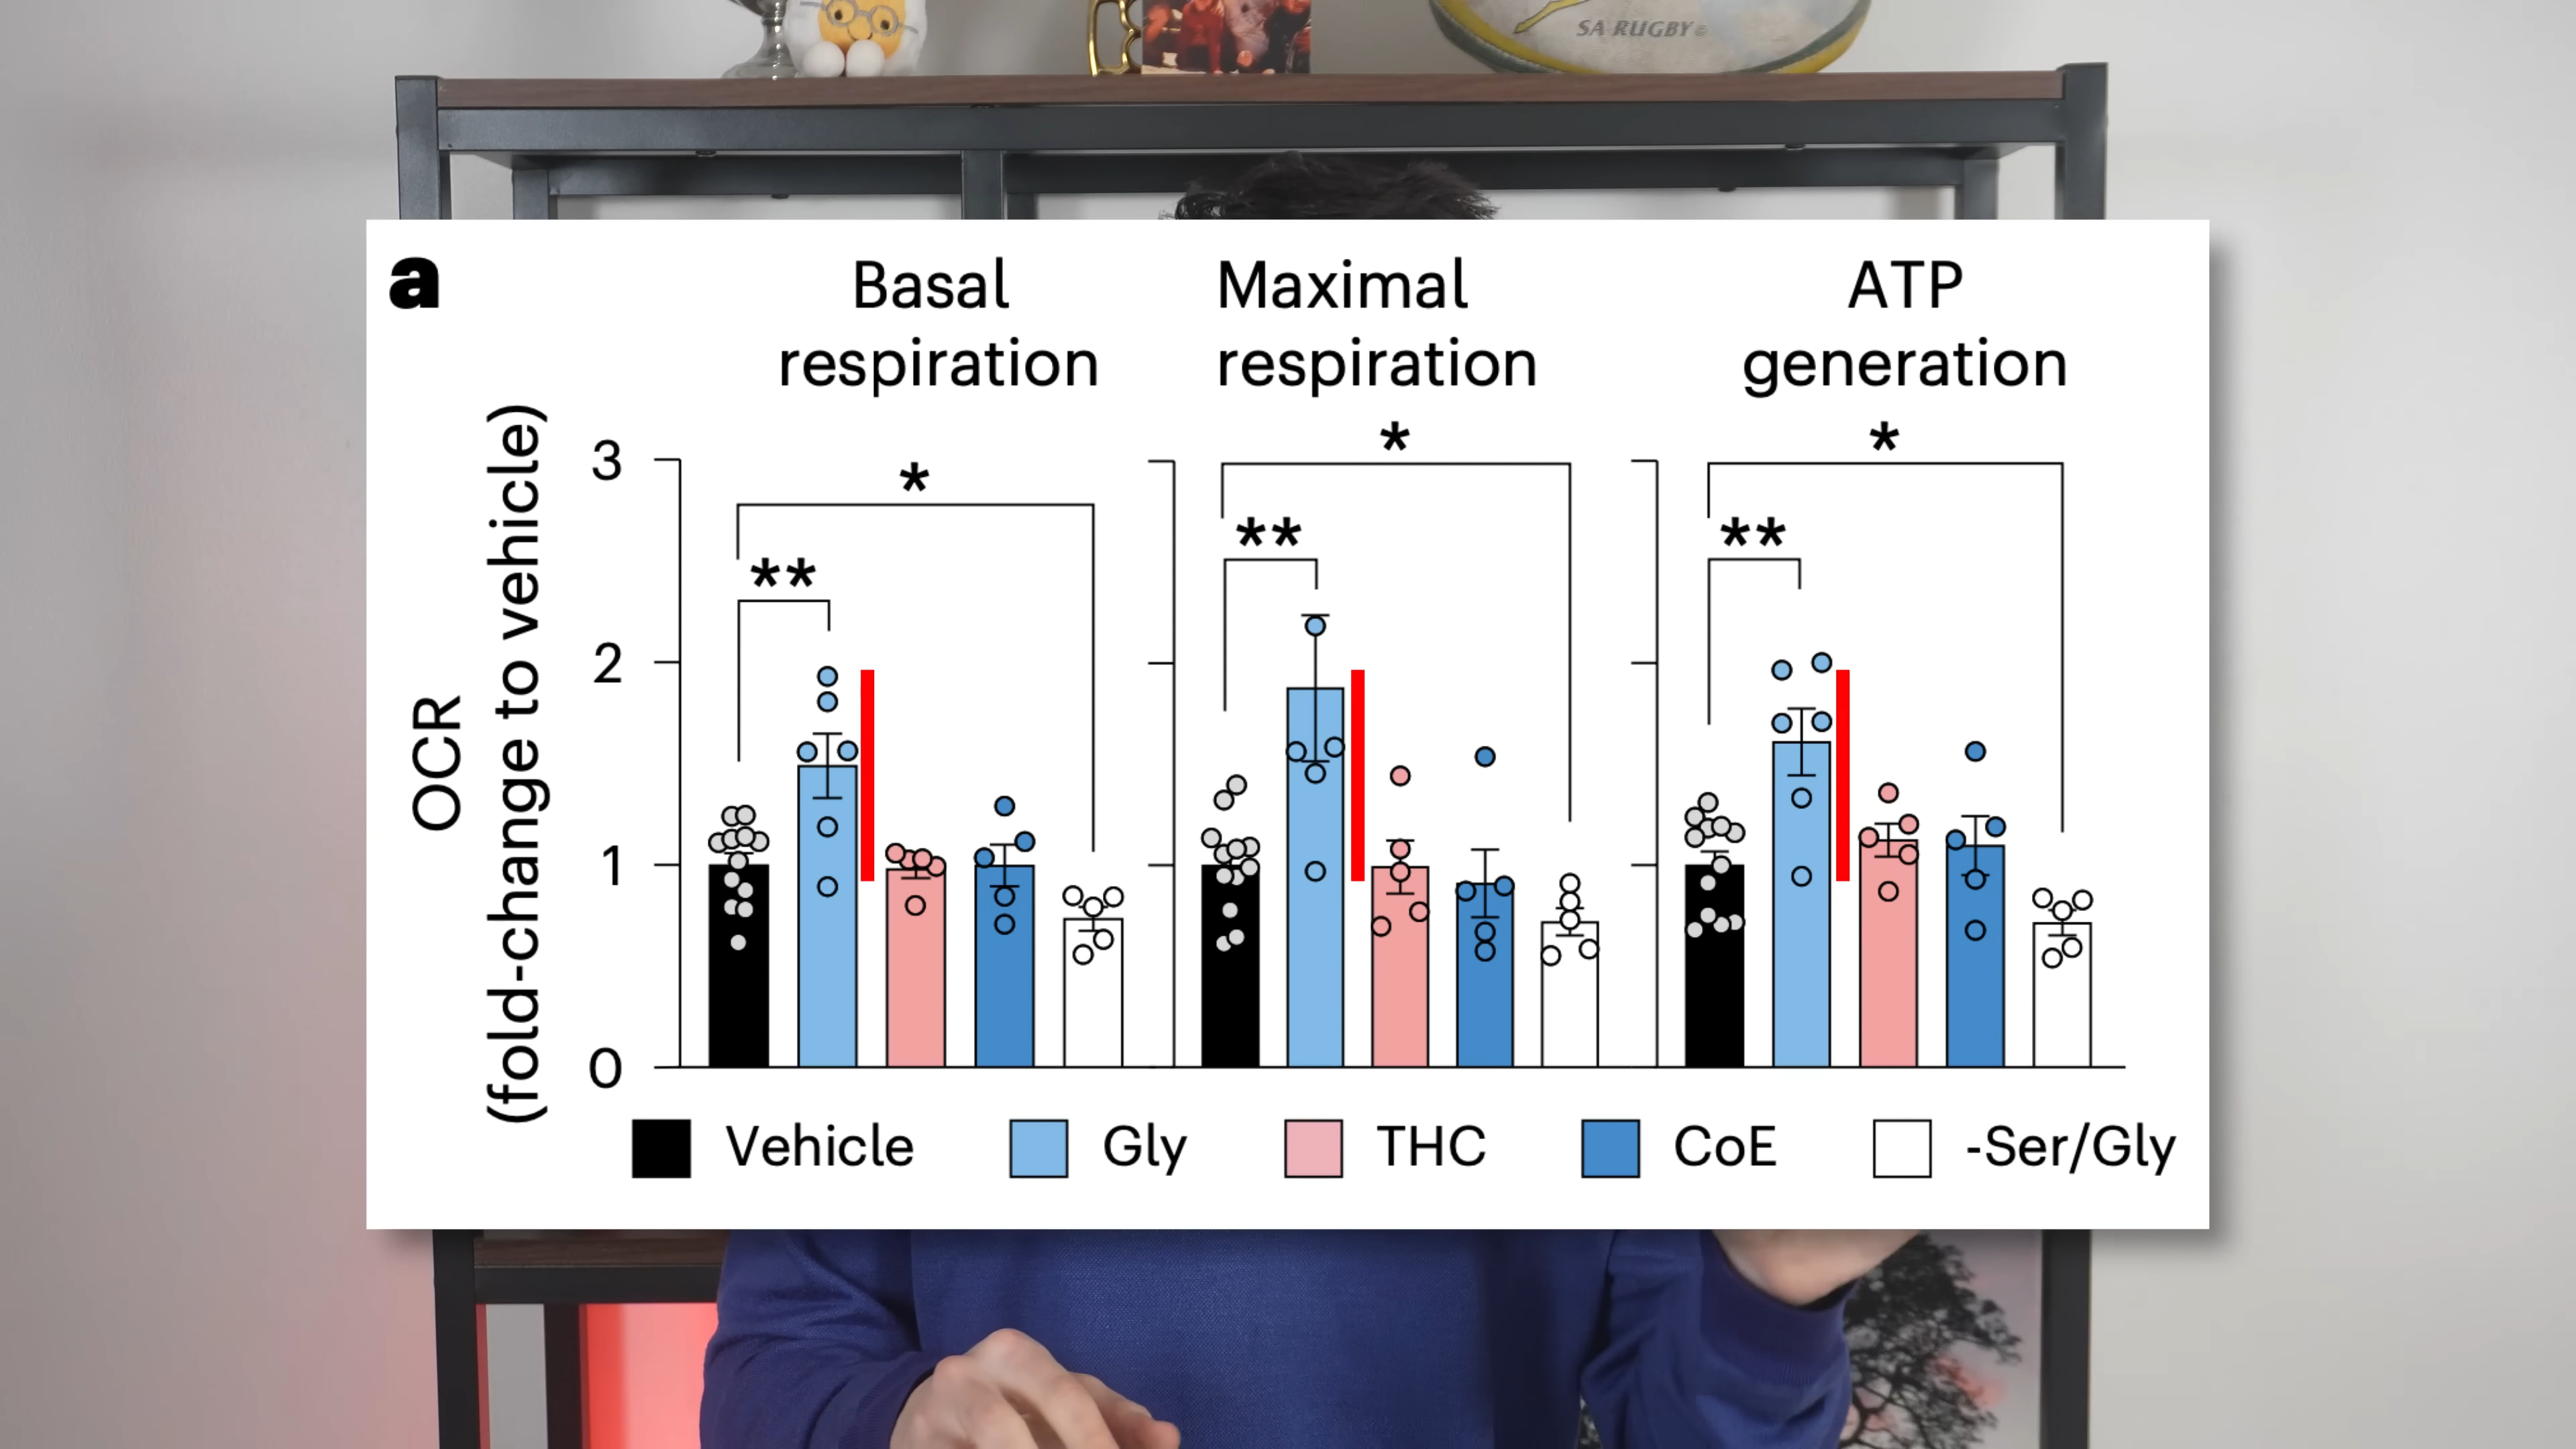 SA RUGBY©
a
Basal
respiration
Maximal
respiration
ATP
generation
OCR
(fold-change to vehicle)
3
2
1
0
*
**
*
**
*
**
Vehicle
Gly
THC
CoE
-Ser/Gly